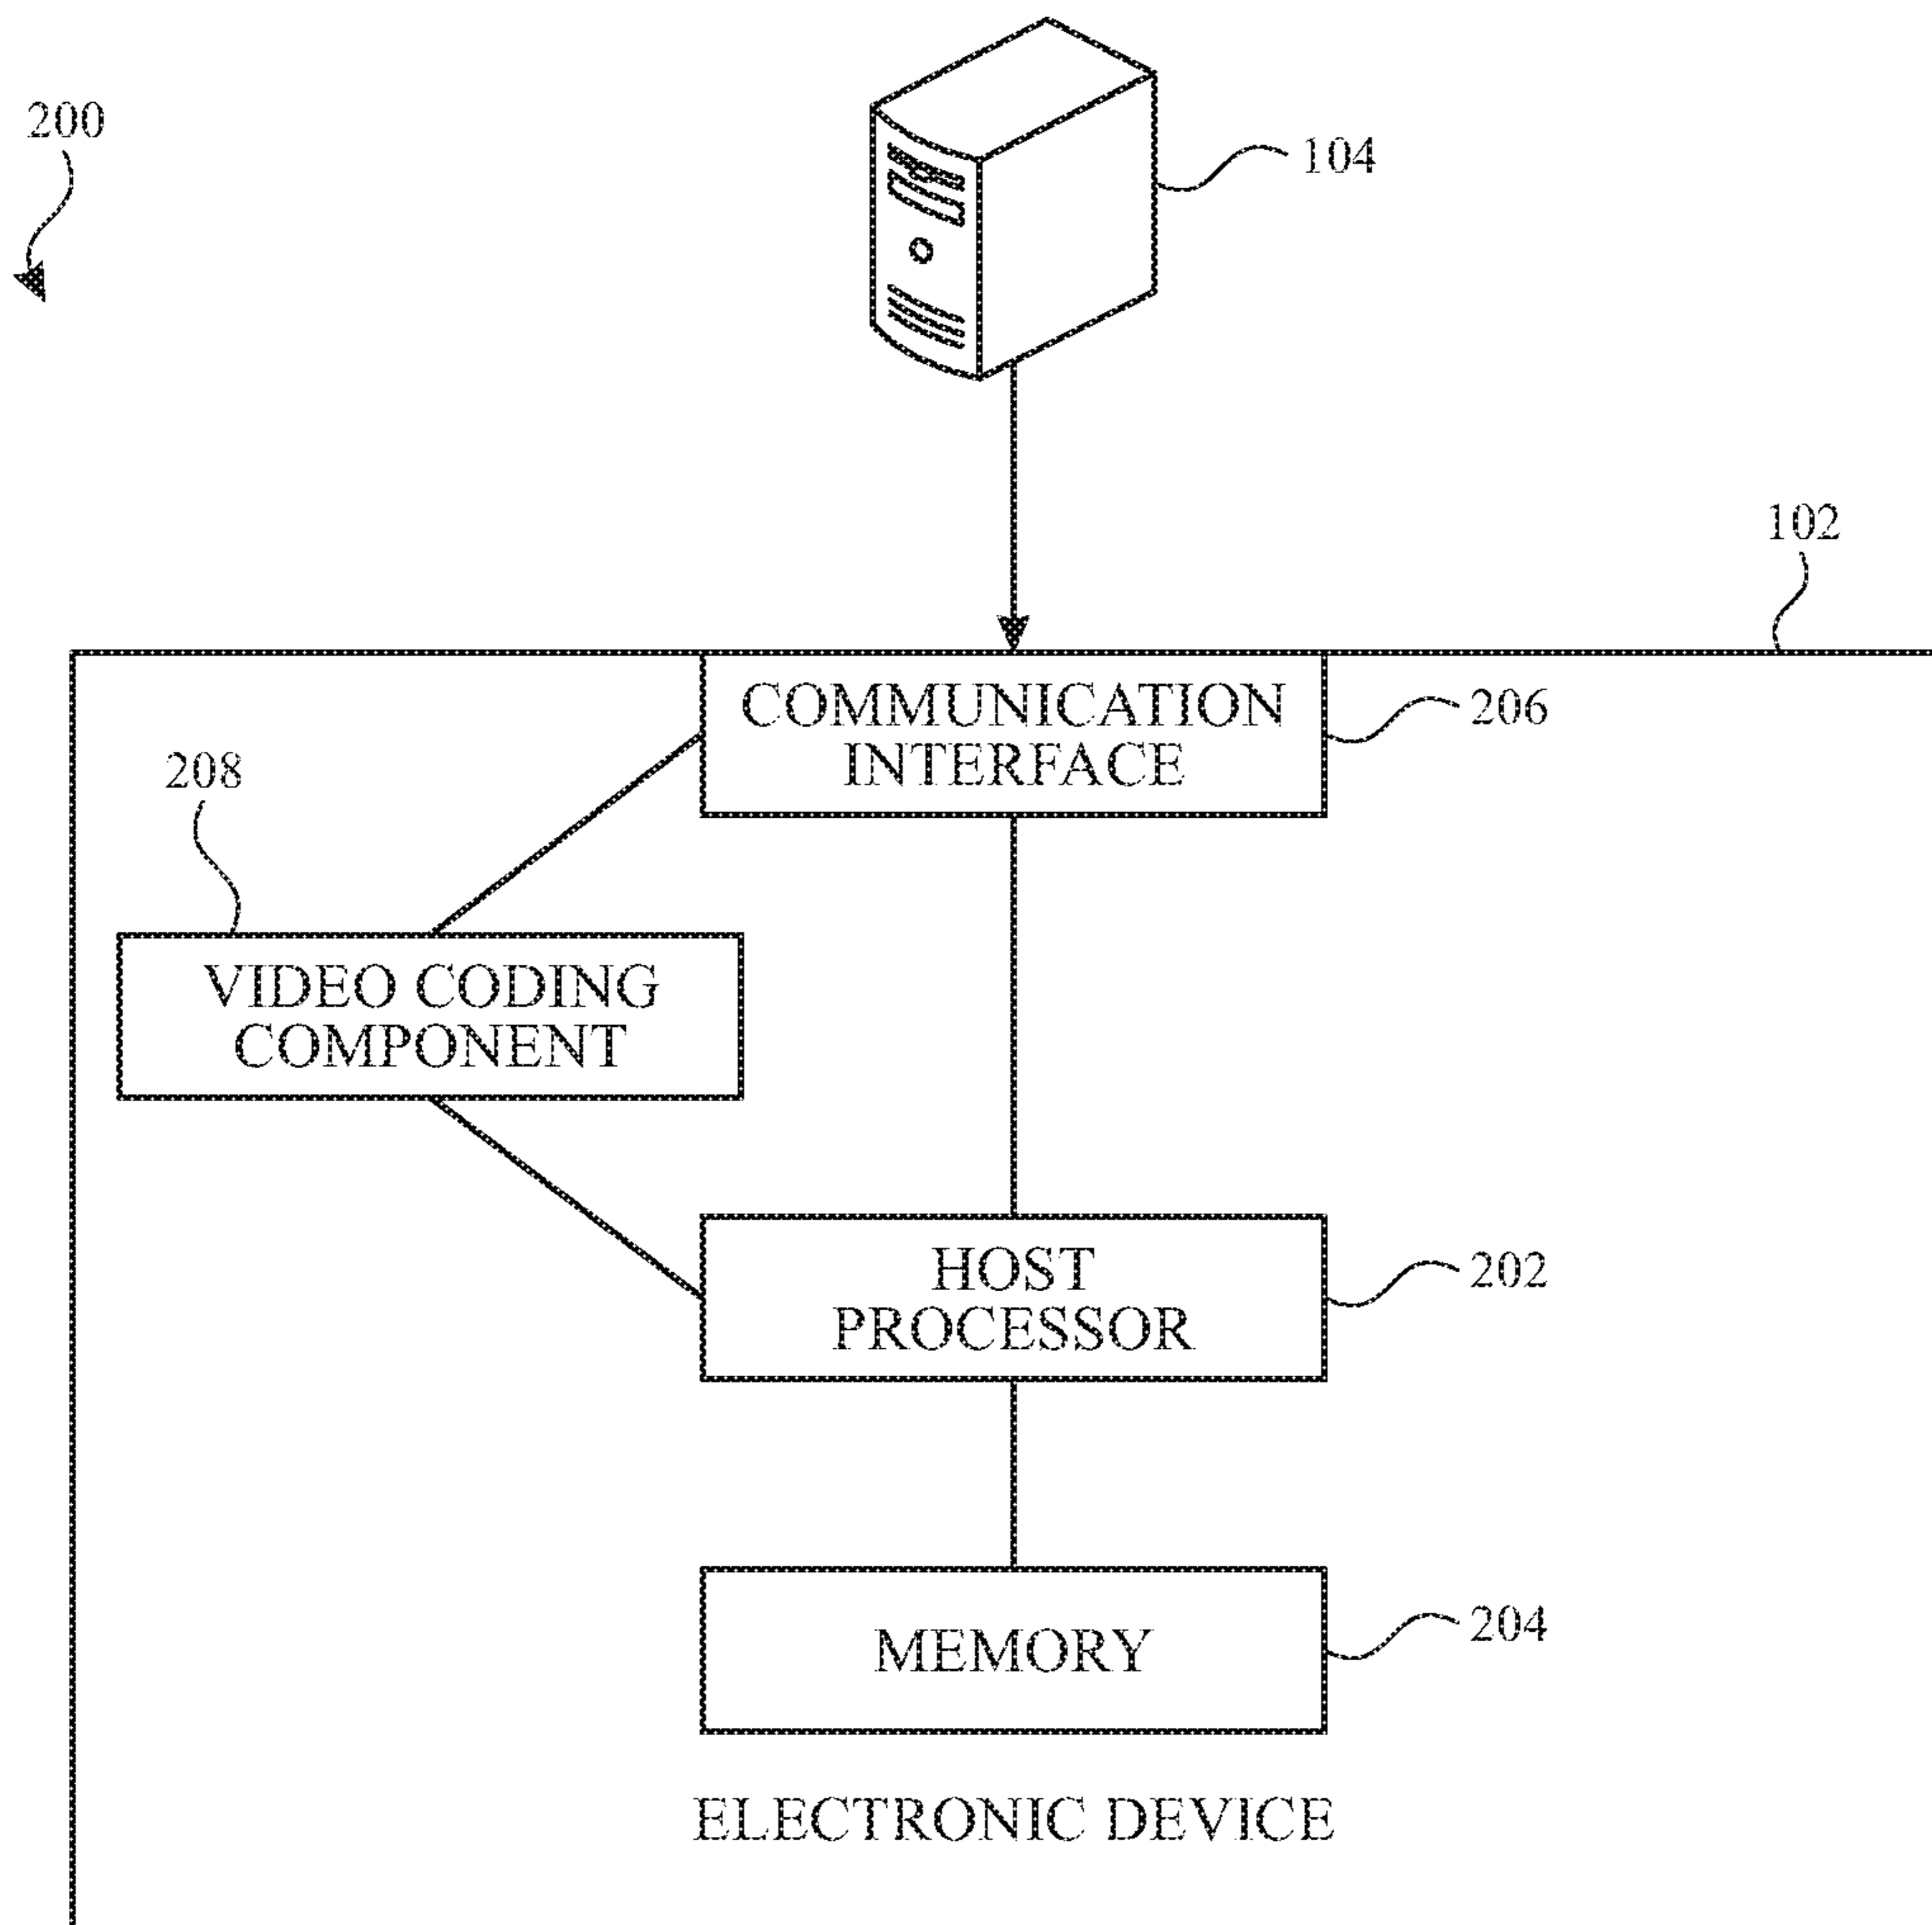 200
104
102
COMMUNICATION
INTERFACE
206
208
VIDEO CODING
COMPONENT
HOST
PROCESSOR
202
MEMORY
204
ELECTRONIC DEVICE